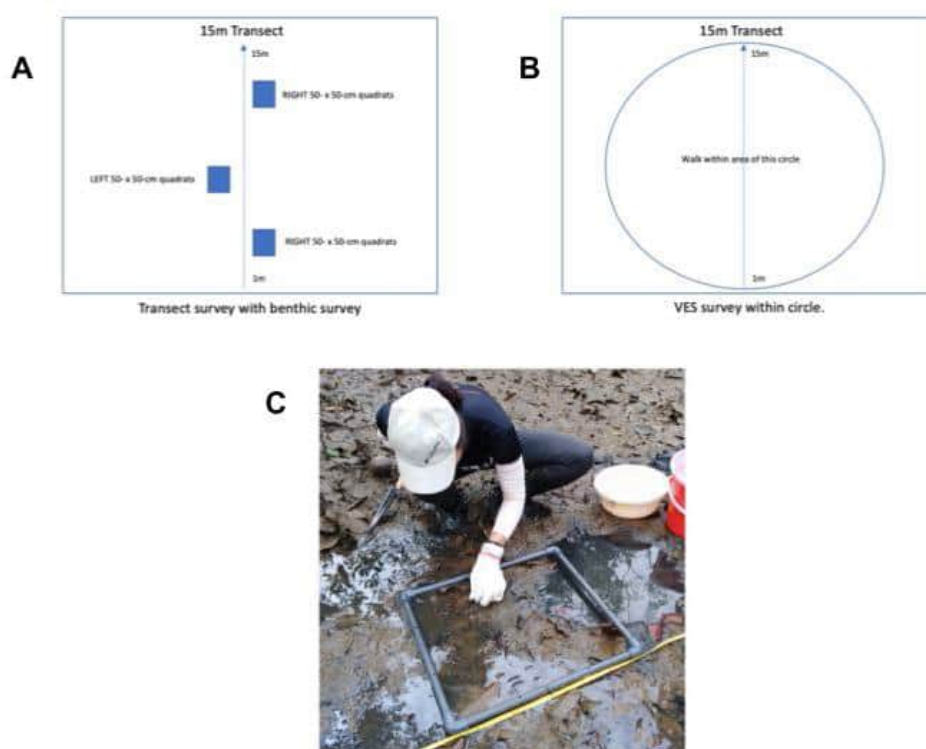 A
15m Transect
15m
RIGHT 50- x 50-cm quadrats
LEFT 50- x 50-cm quadrats
RIGHT 50- x 50-cm quadrats
1m
Transect survey with benthic survey
B
15m Transect
15m
Walk within area of this circle
1m
VES survey within circle.
C